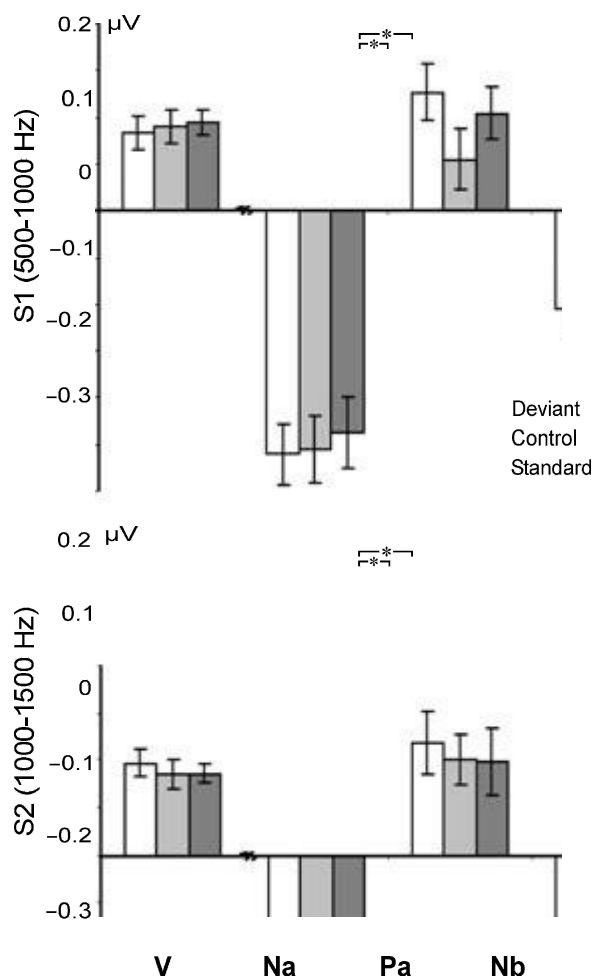 0.2 µV
* 
*
0.1
0
−0.1
−0.2
−0.3
S1 (500-1000 Hz)
Deviant
Control
Standard
0.2 µV
*
*
0.1
0
−0.1
−0.2
−0.3
S2 (1000-1500 Hz)
V Na Pa Nb